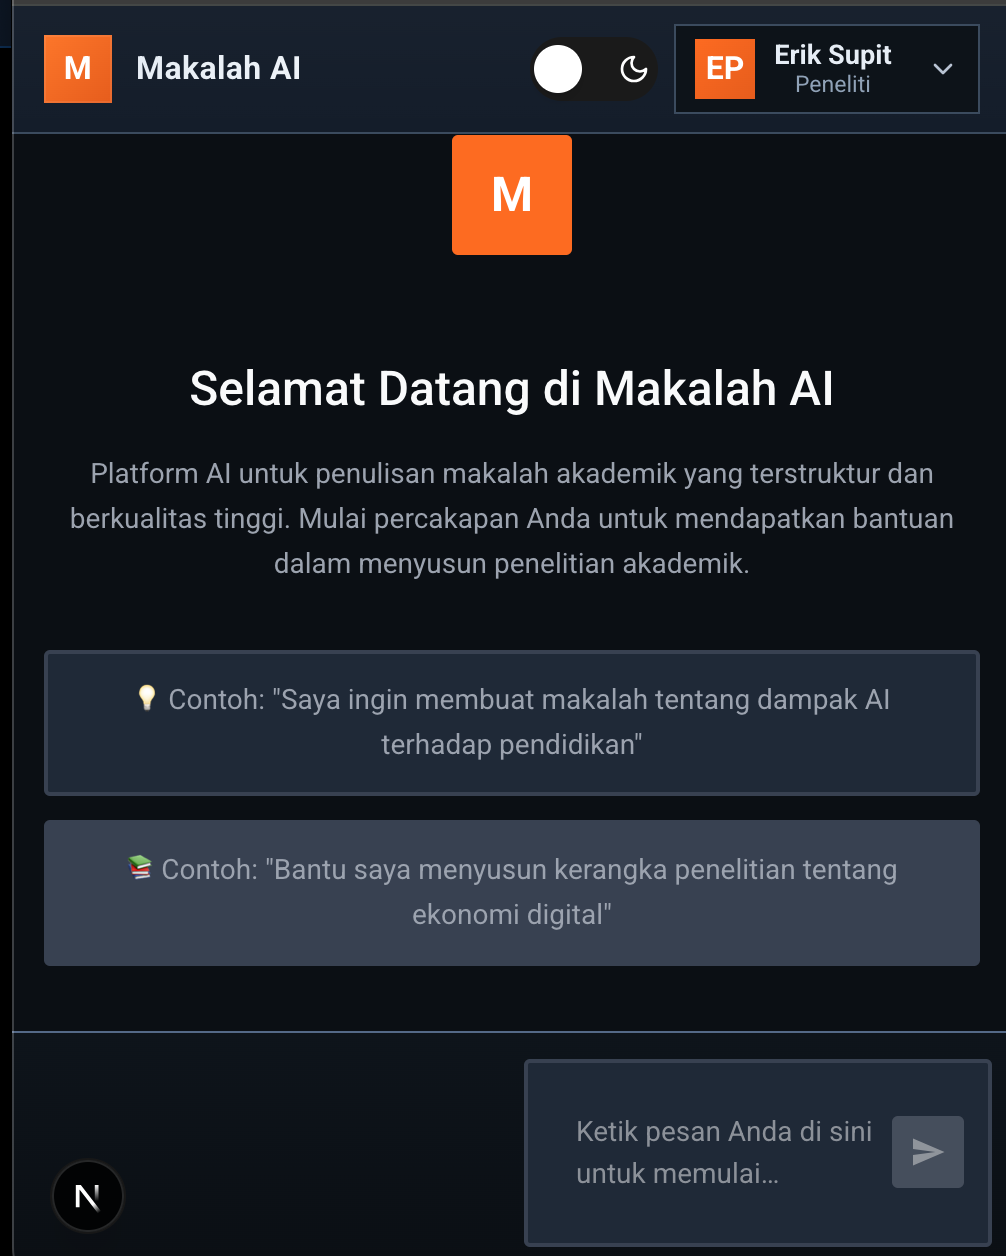 M
Makalah AI
EP
Erik Supit
Peneliti
M
Selamat Datang di Makalah AI
Platform AI untuk penulisan makalah akademik yang terstruktur dan
berkualitas tinggi. Mulai percakapan Anda untuk mendapatkan bantuan
dalam menyusun penelitian akademik.
💡 Contoh: "Saya ingin membuat makalah tentang dampak AI
terhadap pendidikan"
📚 Contoh: "Bantu saya menyusun kerangka penelitian tentang
ekonomi digital"
Ketik pesan Anda di sini
untuk memulai...
N